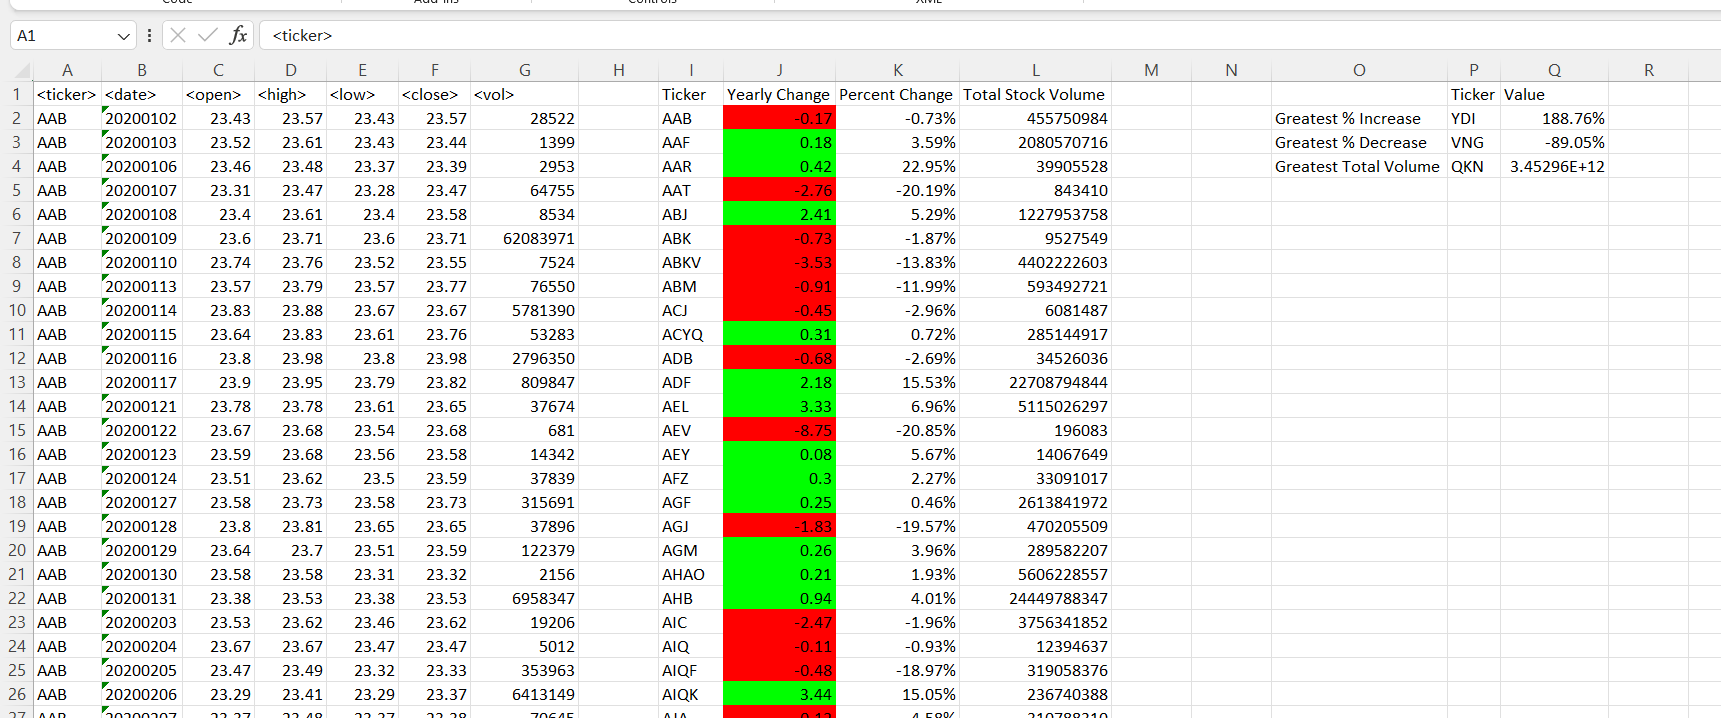 Code Add-ins Controls XML
A1 fx <ticker>
A B C D E F G H I J K L M N O P Q R
1 <ticker> <date> <open> <high> <low> <close> <vol> Ticker Yearly Change Percent Change Total Stock Volume Ticker Value
2 AAB 20200102 23.43 23.57 23.43 23.57 28522 AAB -0.17 -0.73% 455750984 Greatest % Increase YDI 188.76%
3 AAB 20200103 23.52 23.61 23.43 23.44 1399 AAF 0.18 3.59% 2080570716 Greatest % Decrease VNG -89.05%
4 AAB 20200106 23.46 23.48 23.37 23.39 2953 AAR 0.42 22.95% 39905528 Greatest Total Volume QKN 3.45296E+12
5 AAB 20200107 23.31 23.47 23.28 23.47 64755 AAT -2.76 -20.19% 843410
6 AAB 20200108 23.4 23.61 23.4 23.58 8534 ABJ 2.41 5.29% 1227953758
7 AAB 20200109 23.6 23.71 23.6 23.71 62083971 ABK -0.73 -1.87% 9527549
8 AAB 20200110 23.74 23.76 23.52 23.55 7524 ABKV -3.53 -13.83% 4402222603
9 AAB 20200113 23.57 23.79 23.57 23.77 76550 ABM -0.91 -11.99% 593492721
10 AAB 20200114 23.83 23.88 23.67 23.67 5781390 ACJ -0.45 -2.96% 6081487
11 AAB 20200115 23.64 23.83 23.61 23.76 53283 ACYQ 0.31 0.72% 285144917
12 AAB 20200116 23.8 23.98 23.8 23.98 2796350 ADB -0.68 -2.69% 34526036
13 AAB 20200117 23.9 23.95 23.79 23.82 809847 ADF 2.18 15.53% 22708794844
14 AAB 20200121 23.78 23.78 23.61 23.65 37674 AEL 3.33 6.96% 5115026297
15 AAB 20200122 23.67 23.68 23.54 23.68 681 AEV -8.75 -20.85% 196083
16 AAB 20200123 23.59 23.68 23.56 23.58 14342 AEY 0.08 5.67% 14067649
17 AAB 20200124 23.51 23.62 23.5 23.59 37839 AFZ 0.3 2.27% 33091017
18 AAB 20200127 23.58 23.73 23.58 23.73 315691 AGF 0.25 0.46% 2613841972
19 AAB 20200128 23.8 23.81 23.65 23.65 37896 AGJ -1.83 -19.57% 470205509
20 AAB 20200129 23.64 23.7 23.51 23.59 122379 AGM 0.26 3.96% 289582207
21 AAB 20200130 23.58 23.58 23.31 23.32 2156 AHAO 0.21 1.93% 5606228557
22 AAB 20200131 23.38 23.53 23.38 23.53 6958347 AHB 0.94 4.01% 24449788347
23 AAB 20200203 23.53 23.62 23.46 23.62 19206 AIC -2.47 -1.96% 3756341852
24 AAB 20200204 23.67 23.67 23.47 23.47 5012 AIQ -0.11 -0.93% 12394637
25 AAB 20200205 23.47 23.49 23.32 23.33 353963 AIQF -0.48 -18.97% 319058376
26 AAB 20200206 23.29 23.41 23.29 23.37 6413149 AIQK 3.44 15.05% 236740388
27 AAB 20200207